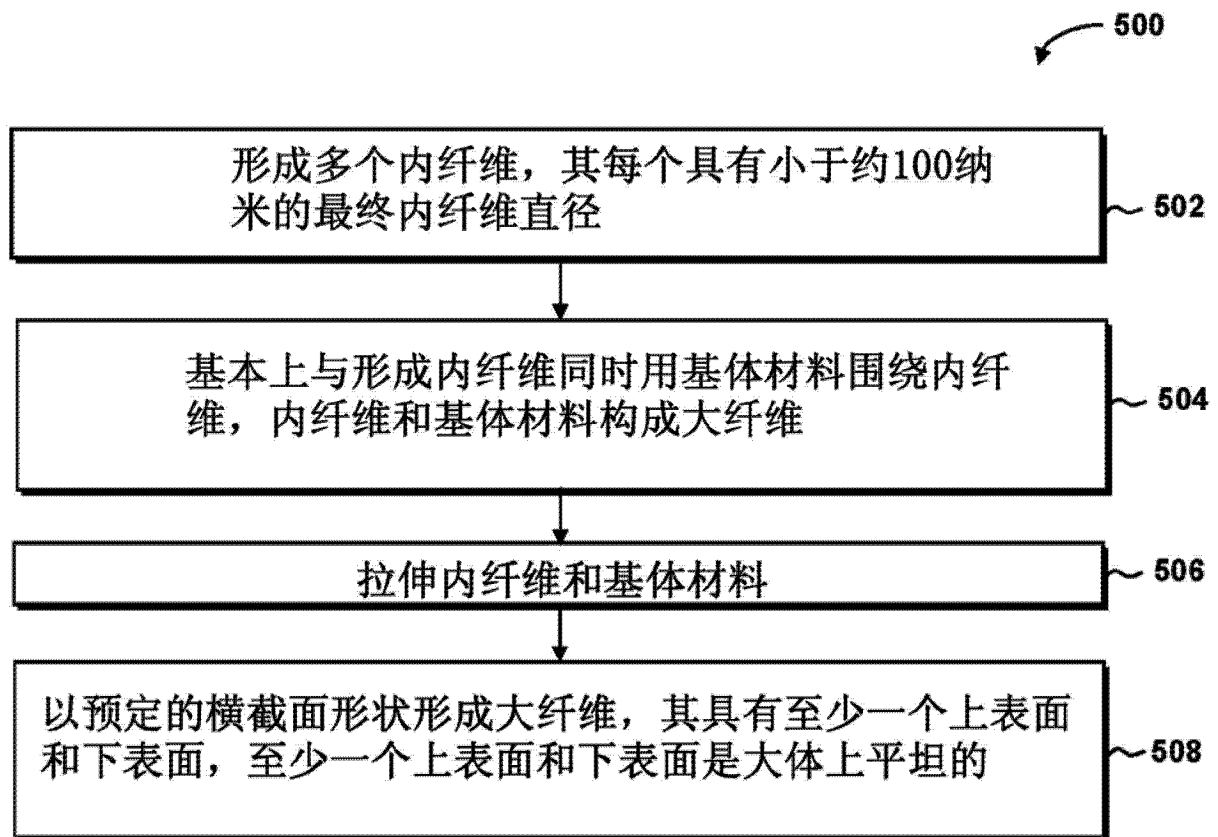 500
形成多个内纤维，其每个具有小于约100纳
米的最终内纤维直径
502
基本上与形成内纤维同时用基体材料围绕内纤
维，内纤维和基体材料构成大纤维
504
拉伸内纤维和基体材料
506
以预定的横截面形状形成大纤维，其具有至少一个上表面
和下表面，至少一个上表面和下表面是大体上平坦的
508